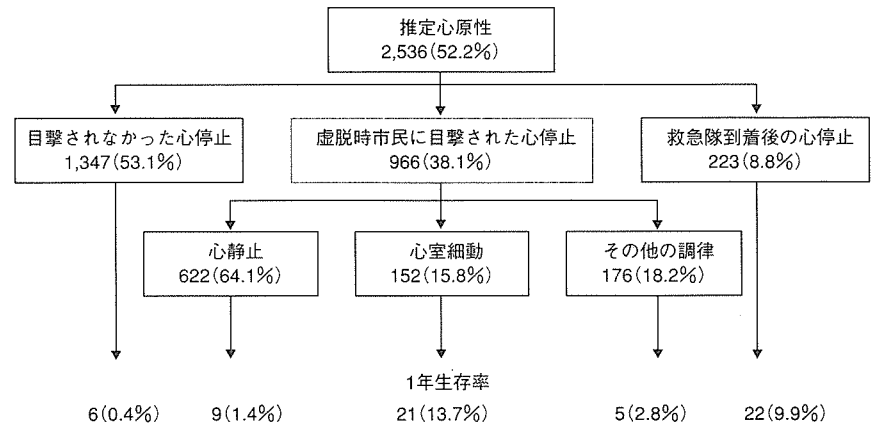 推定心原性
2,536(52.2%)
目撃されなかった心停止
1,347(53.1%)
虚脱時市民に目撃された心停止
966(38.1%)
救急隊到着後の心停止
223(8.8%)
心静止
622(64.1%)
心室細動
152(15.8%)
その他の調律
176(18.2%)
1年生存率
6(0.4%) 9(1.4%) 21(13.7%) 5(2.8%) 22(9.9%)